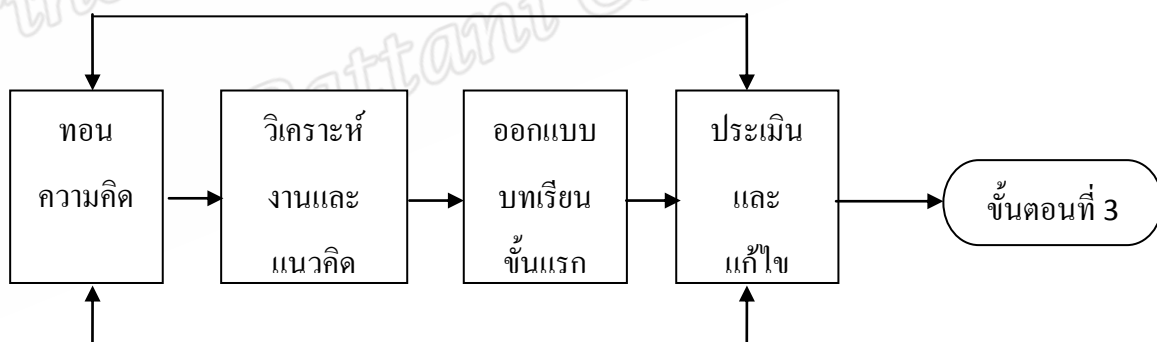 ทอน
ความคิด
วิเคราะห์
งานและ
แนวคิด
ออกแบบ
บทเรียน
ขั้นแรก
ประเมิน
และ
แก้ไข
ขั้นตอนที่ 3
Pattani